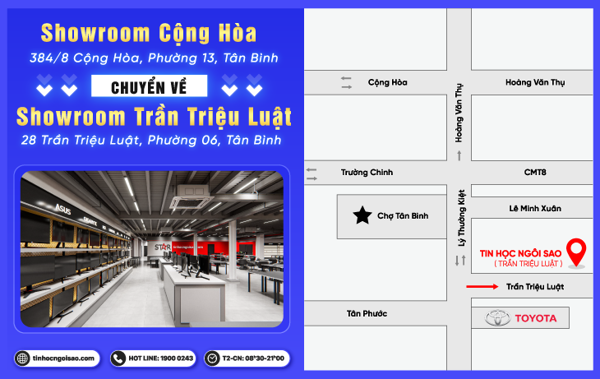 Showroom Cộng Hòa
384/8 Cộng Hòa, Phường 13, Tân Bình
CHUYỂN VỀ
Showroom Trần Triệu Luật
28 Trần Triệu Luật, Phường 06, Tân Bình
ASUS
STAR
tinhocngoisao.com
HOT LINE: 1900 0243
T2-CN: 08°30-21°00
Cộng Hòa
Hoàng Văn Thụ
Hoàng Văn Thụ
Trường Chinh
CMT8
Lý Thường Kiệt
Chợ Tân Bình
Lê Minh Xuân
TIN HỌC NGÔI SAO
( TRẦN TRIỆU LUẬT )
Trần Triệu Luật
Tân Phước
TOYOTA